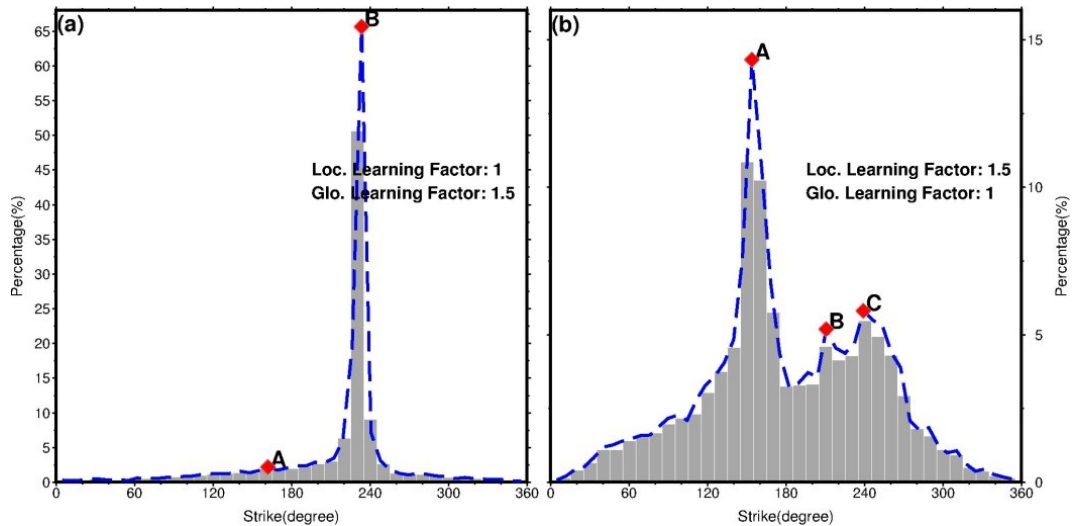 (a)
B
A
Loc. Learning Factor: 1
Glo. Learning Factor: 1.5
Percentage(%)
65
60
55
50
45
40
35
30
25
20
15
10
5
0
0 60 120 180 240 300 360
Strike(degree)
(b)
A
B
C
Loc. Learning Factor: 1.5
Glo. Learning Factor: 1
Percentage(%)
15
10
5
0
0 60 120 180 240 300 360
Strike(degree)